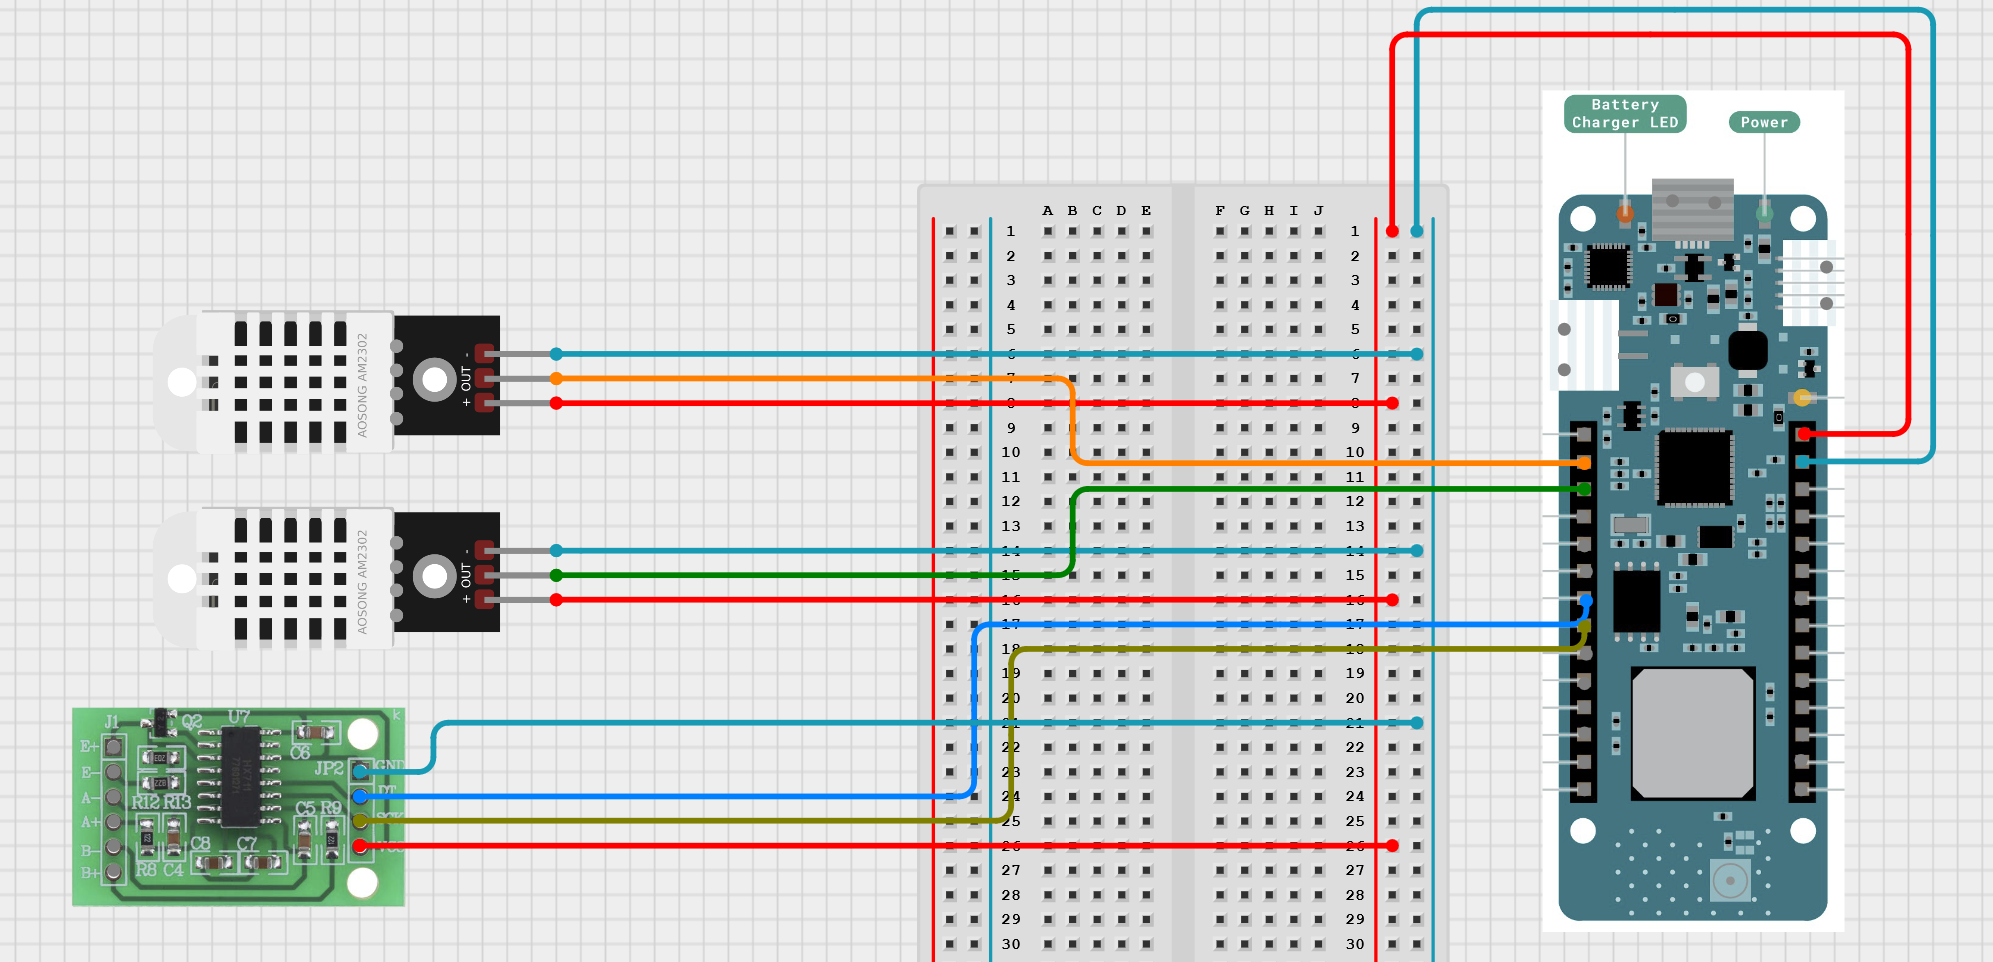 Battery
Charger LED
Power
A B C D E F G H I J
1 1
2 2
3 3
4 4
5 5
6 6
7 7
8 8
9 9
10 10
11 11
12 12
13 13
14 14
15 15
16 16
17 17
18 18
19 19
20 20
21 21
22 22
23 23
24 24
25 25
26 26
27 27
28 28
29 29
30 30
AOSONG AM2302
+ OUT -
AOSONG AM2302
+ OUT -
J1 Q2 U7 k
E+ C6
E- JP2 GND
A- R12 R13 DT
A+ C5 R9 SCK
B- C8 C7 VCC
B+ R8 C4
HX711